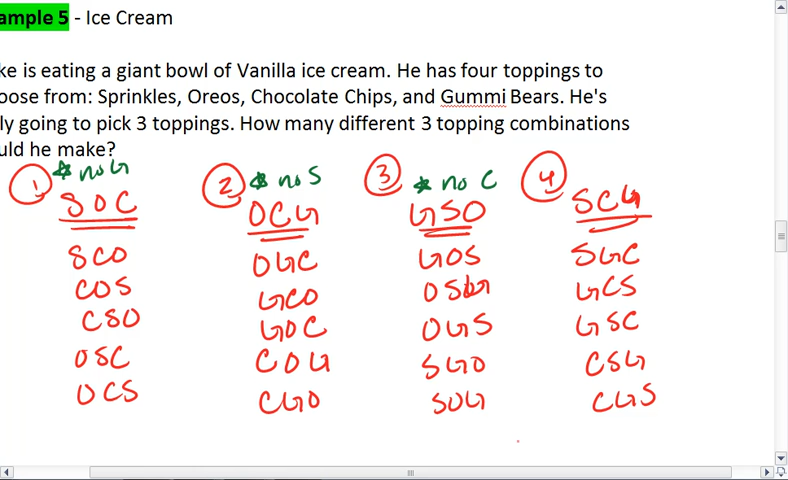 ample 5 - Ice Cream
ke is eating a giant bowl of Vanilla ice cream. He has four toppings to
oose from: Sprinkles, Oreos, Chocolate Chips, and Gummi Bears. He's
ly going to pick 3 toppings. How many different 3 topping combinations
uld he make?
1 * no G
SOC
SCO
COS
CSO
OSC
OCS
2 * no S
OCG
OGC
GCO
GOC
COG
CGO
3 * no C
GSO
GOS
OSG
OGS
SGO
SOG
4
SCG
SGC
GCS
GSC
CSG
CGS